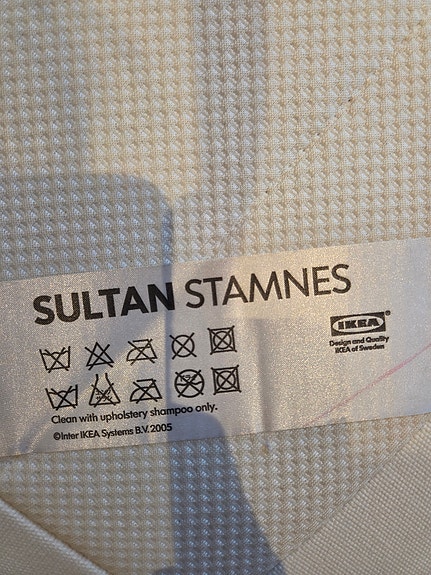 SULTAN STAMNES
IKEA®
Design and Quality
IKEA of Sweden
Clean with upholstery shampoo only.
©Inter IKEA Systems B.V. 2005